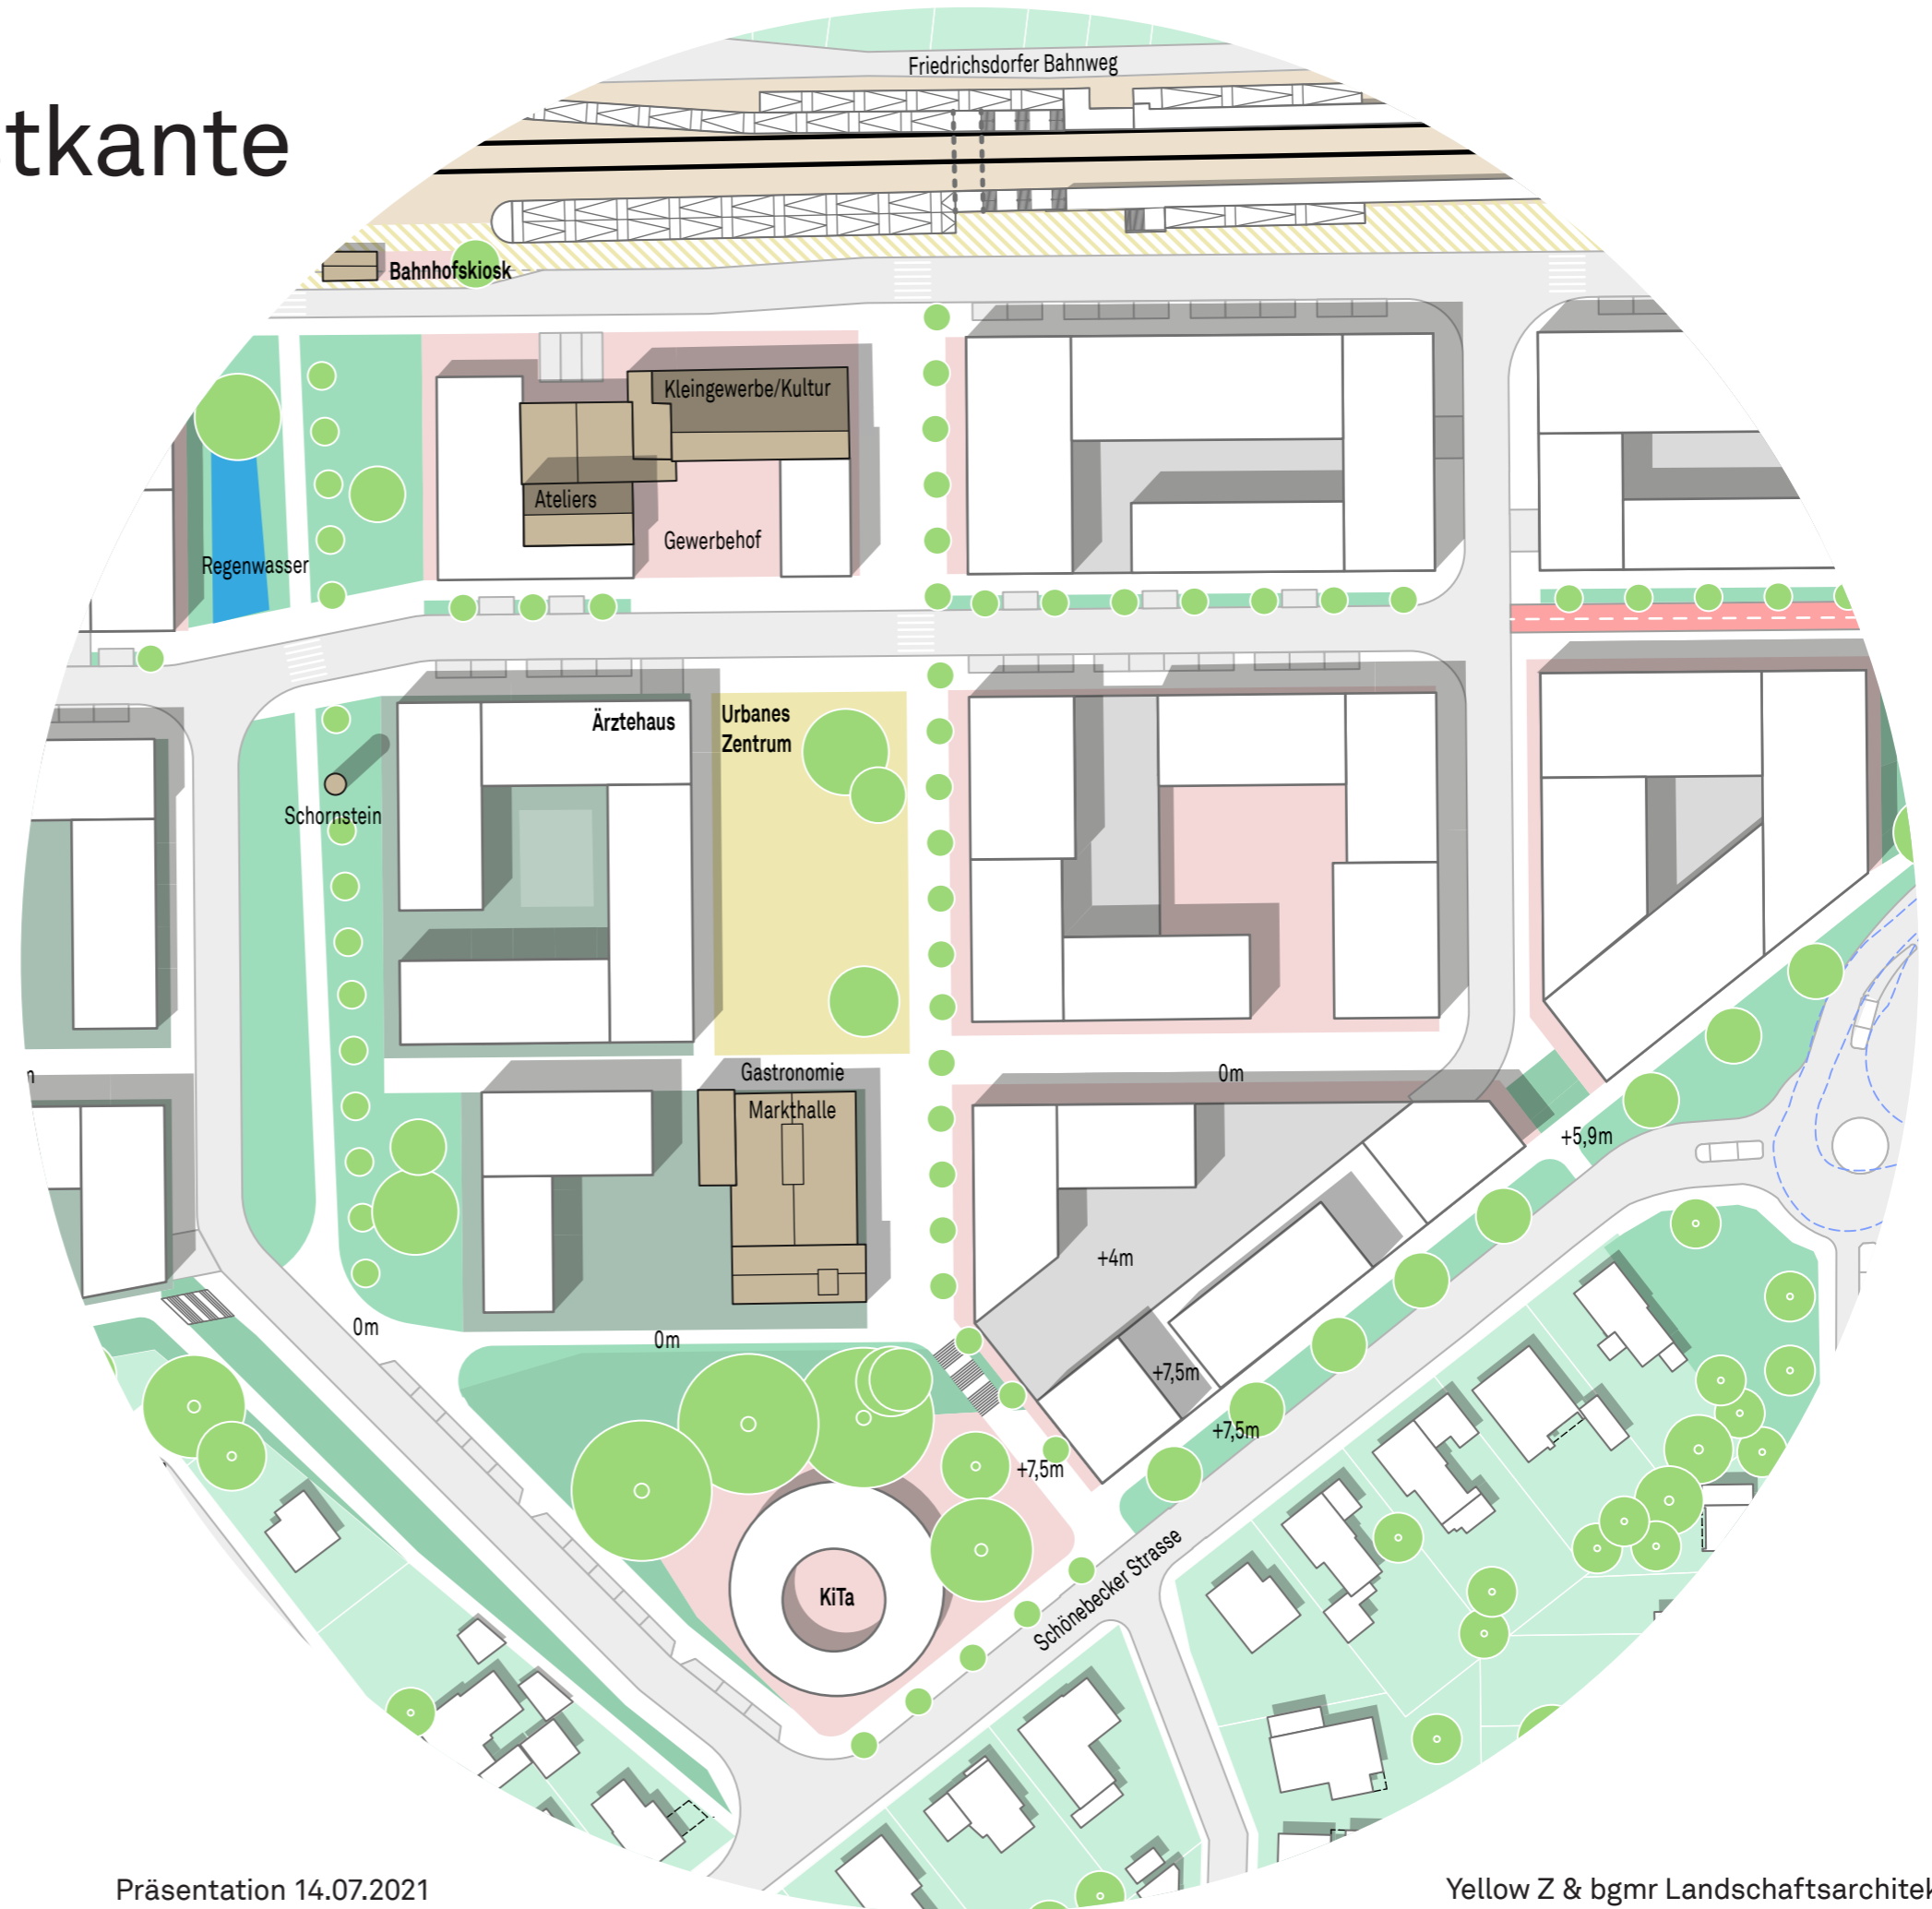 Friedrichsdorfer Bahnweg
tkante
Bahnhofskiosk
Kleingewerbe/Kultur
Ateliers
Gewerbehof
Regenwasser
Ärztehaus
Urbanes
Zentrum
Schornstein
Gastronomie
Markthalle
0m
+5,9m
+4m
0m
0m
+7,5m
+7,5m
+7,5m
KiTa
Schönebecker Strasse
Präsentation 14.07.2021
Yellow Z & bgmr Landschaftsarchitek